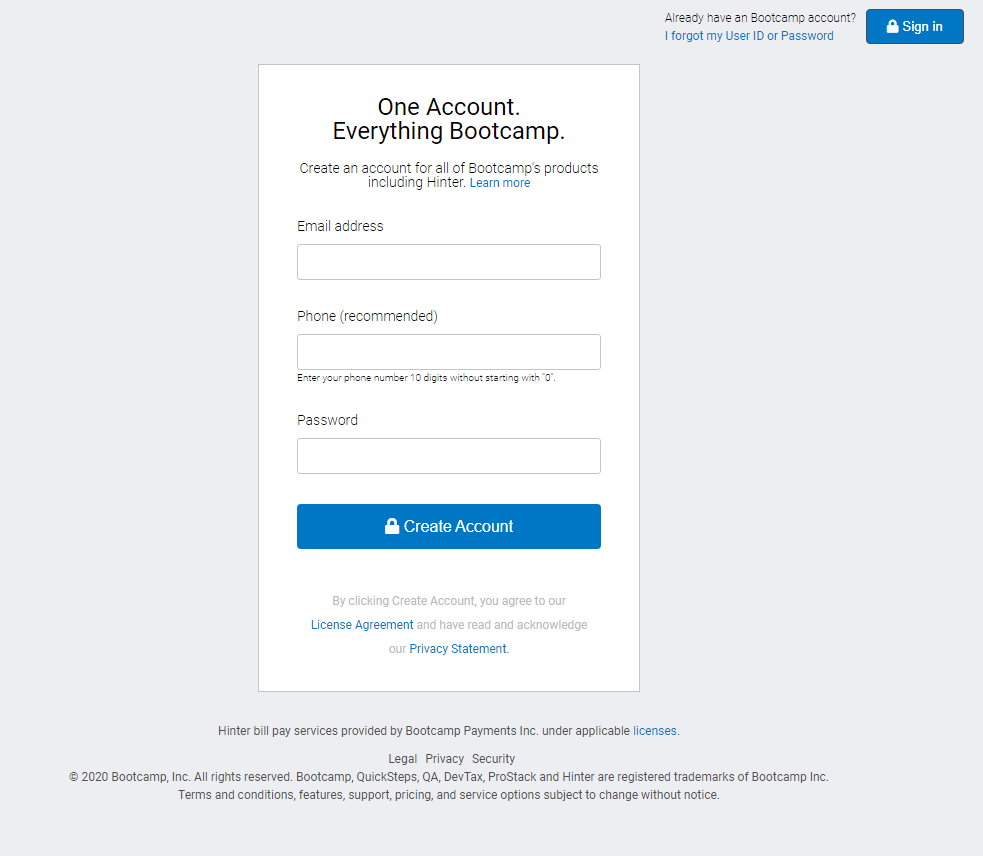 Already have an Bootcamp account?
I forgot my User ID or Password
Sign in
One Account.
Everything Bootcamp.
Create an account for all of Bootcamp's products
including Hinter. Learn more
Email address
Phone (recommended)
Enter your phone number 10 digits without starting with "0".
Password
Create Account
By clicking Create Account, you agree to our
License Agreement and have read and acknowledge
our Privacy Statement.
Hinter bill pay services provided by Bootcamp Payments Inc. under applicable licenses.
Legal Privacy Security
© 2020 Bootcamp, Inc. All rights reserved. Bootcamp, QuickSteps, QA, DevTax, ProStack and Hinter are registered trademarks of Bootcamp Inc.
Terms and conditions, features, support, pricing, and service options subject to change without notice.